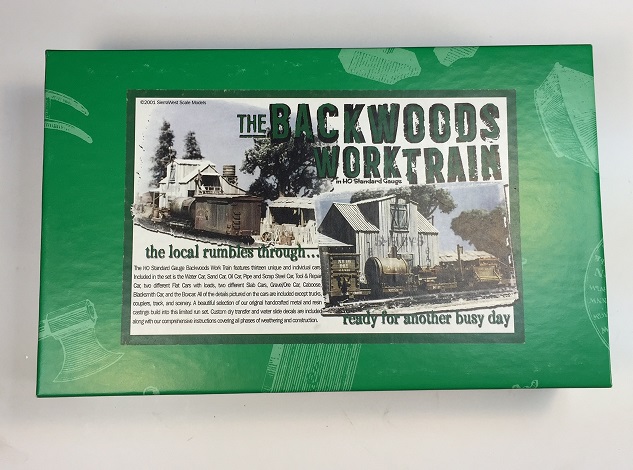 ©2001 SierraWest Scale Models
THE BACKWOODS
WORKTRAIN
in HO Standard Gauge
the local rumbles through...
The HO Standard Gauge Backwoods Work Train features thirteen unique and individual cars.
Included in the set is the Water Car, Sand Car, Oil Car, Pipe and Scrap Steel Car, Tool & Repair
Car, two different Flat Cars with loads, two different Slab Cars, Gravel/Ore Car, Caboose,
Blacksmith Car, and the Boxcar. All of the details pictured on the cars are included except trucks,
couplers, track, and scenery. A beautiful selection of our original handcrafted metal and resin
castings build into this limited run set. Custom dry transfer and water slide decals are included
along with our comprehensive instructions covering all phases of weathering and construction.
ready for another busy day